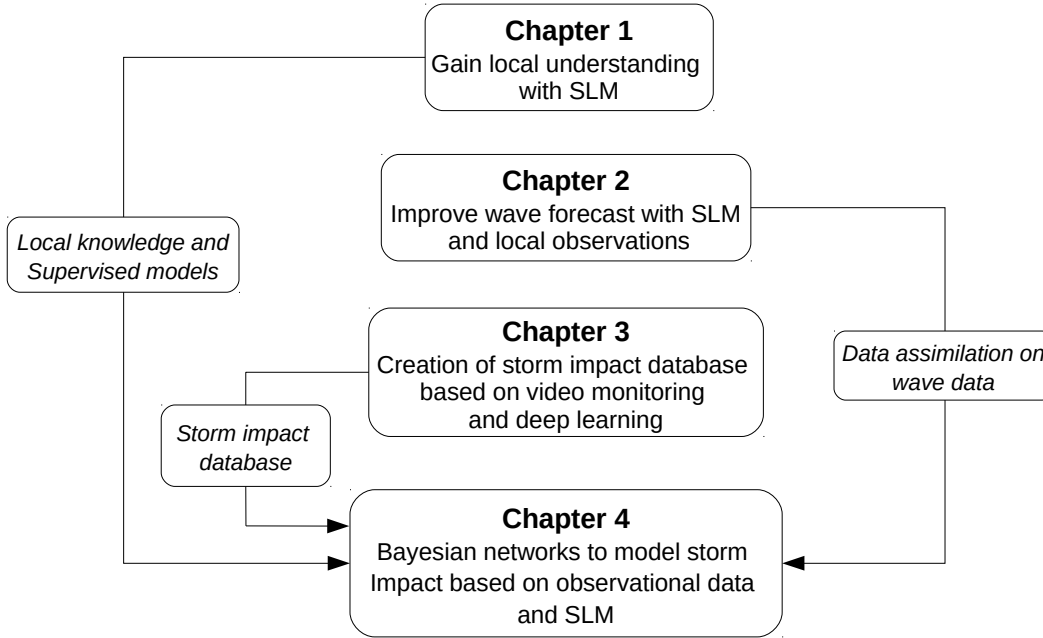 Chapter 1
Gain local understanding
with SLM
Chapter 2
Improve wave forecast with SLM
and local observations
Local knowledge and
Supervised models
Chapter 3
Creation of storm impact database
based on video monitoring
and deep learning
Data assimilation on
wave data
Storm impact
database
Chapter 4
Bayesian networks to model storm
Impact based on observational data
and SLM